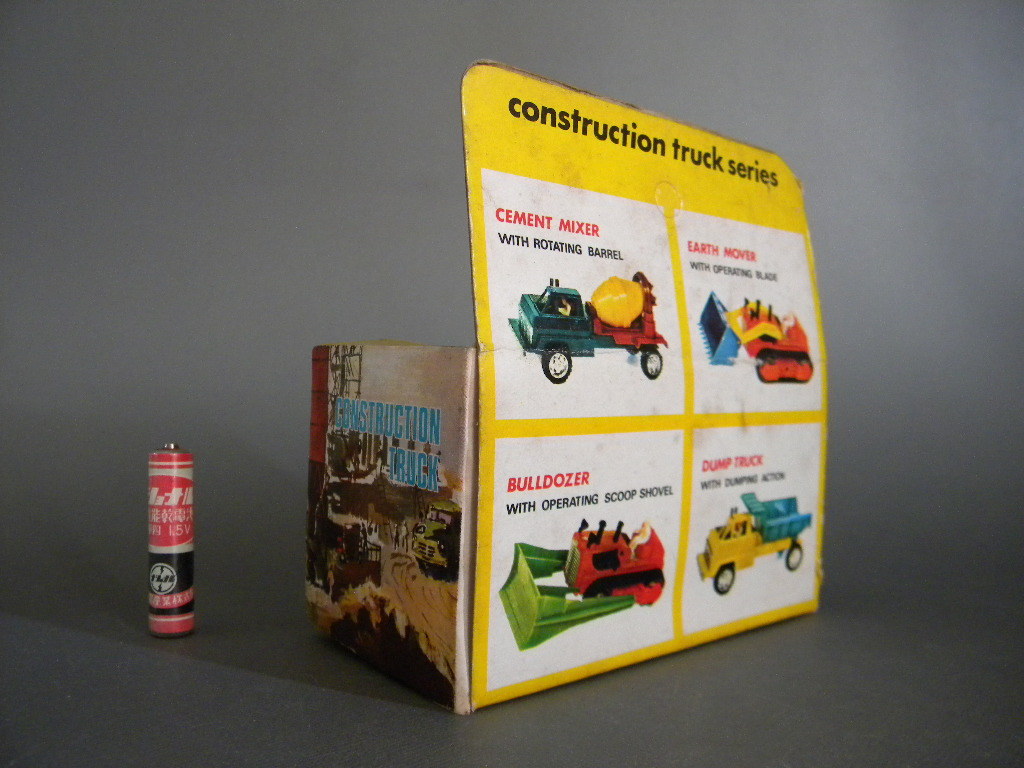 construction truck series
CEMENT MIXER
WITH ROTATING BARREL
EARTH MOVER
WITH OPERATING BLADE
BULLDOZER
WITH OPERATING SCOOP SHOVEL
DUMP TRUCK
WITH DUMPING ACTION
CONSTRUCTION
TRUCK
1.5V